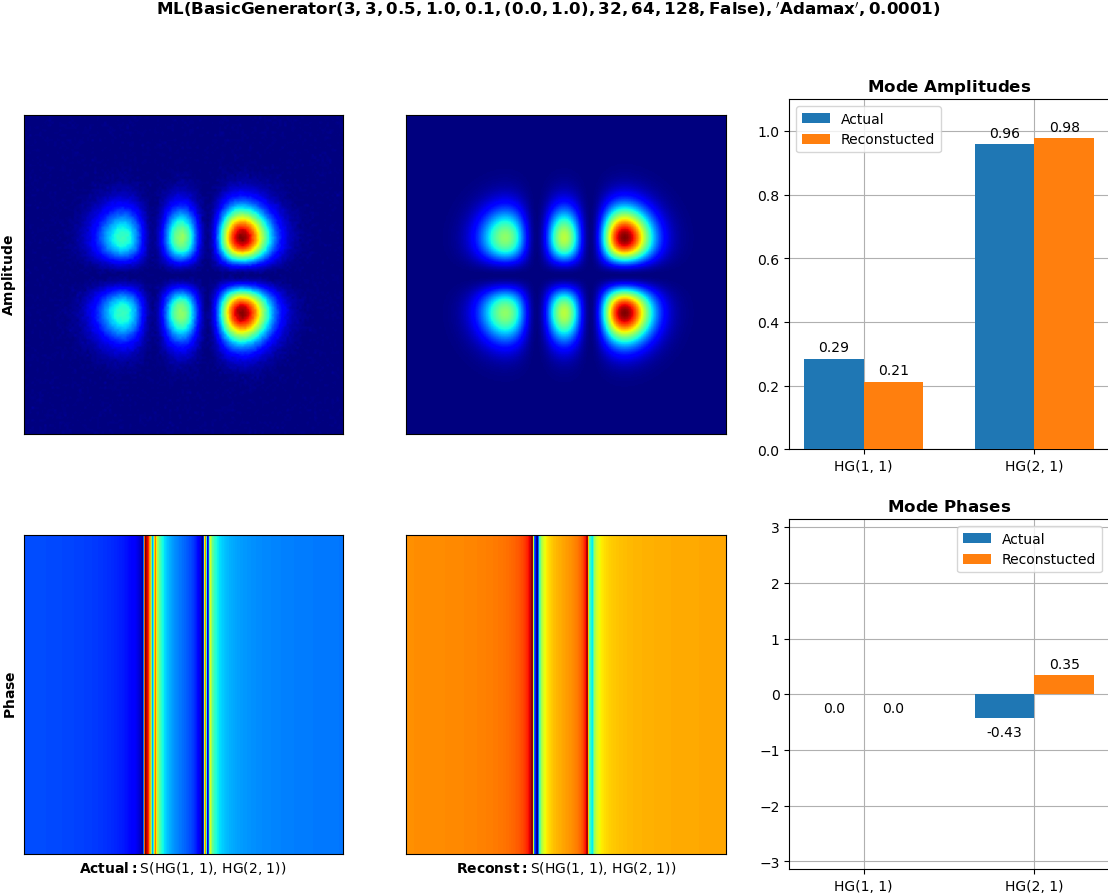 ML(BasicGenerator(3, 3, 0.5, 1.0, 0.1, (0.0, 1.0), 32, 64, 128, False), ′Adamax′, 0.0001)
Amplitude
Mode Amplitudes
Actual
Reconstucted
1.0
0.8
0.6
0.4
0.2
0.0
0.29
0.21
0.96
0.98
HG(1, 1)
HG(2, 1)
Phase
Actual: S(HG(1, 1), HG(2, 1))
Reconst: S(HG(1, 1), HG(2, 1))
Mode Phases
Actual
Reconstucted
3
2
1
0
−1
−2
−3
0.0
0.0
-0.43
0.35
HG(1, 1)
HG(2, 1)